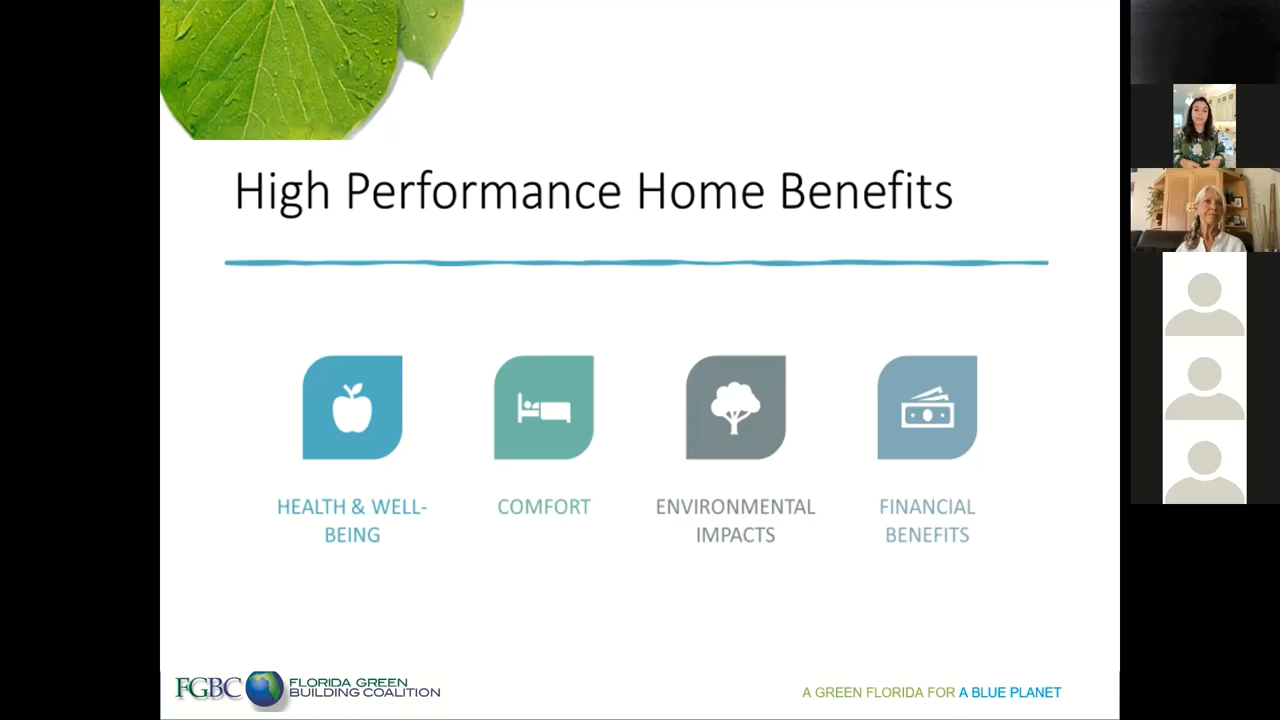 High Performance Home Benefits
HEALTH & WELL-
BEING
COMFORT
ENVIRONMENTAL
IMPACTS
FINANCIAL
BENEFITS
FGBC FLORIDA GREEN
BUILDING COALITION
A GREEN FLORIDA FOR A BLUE PLANET